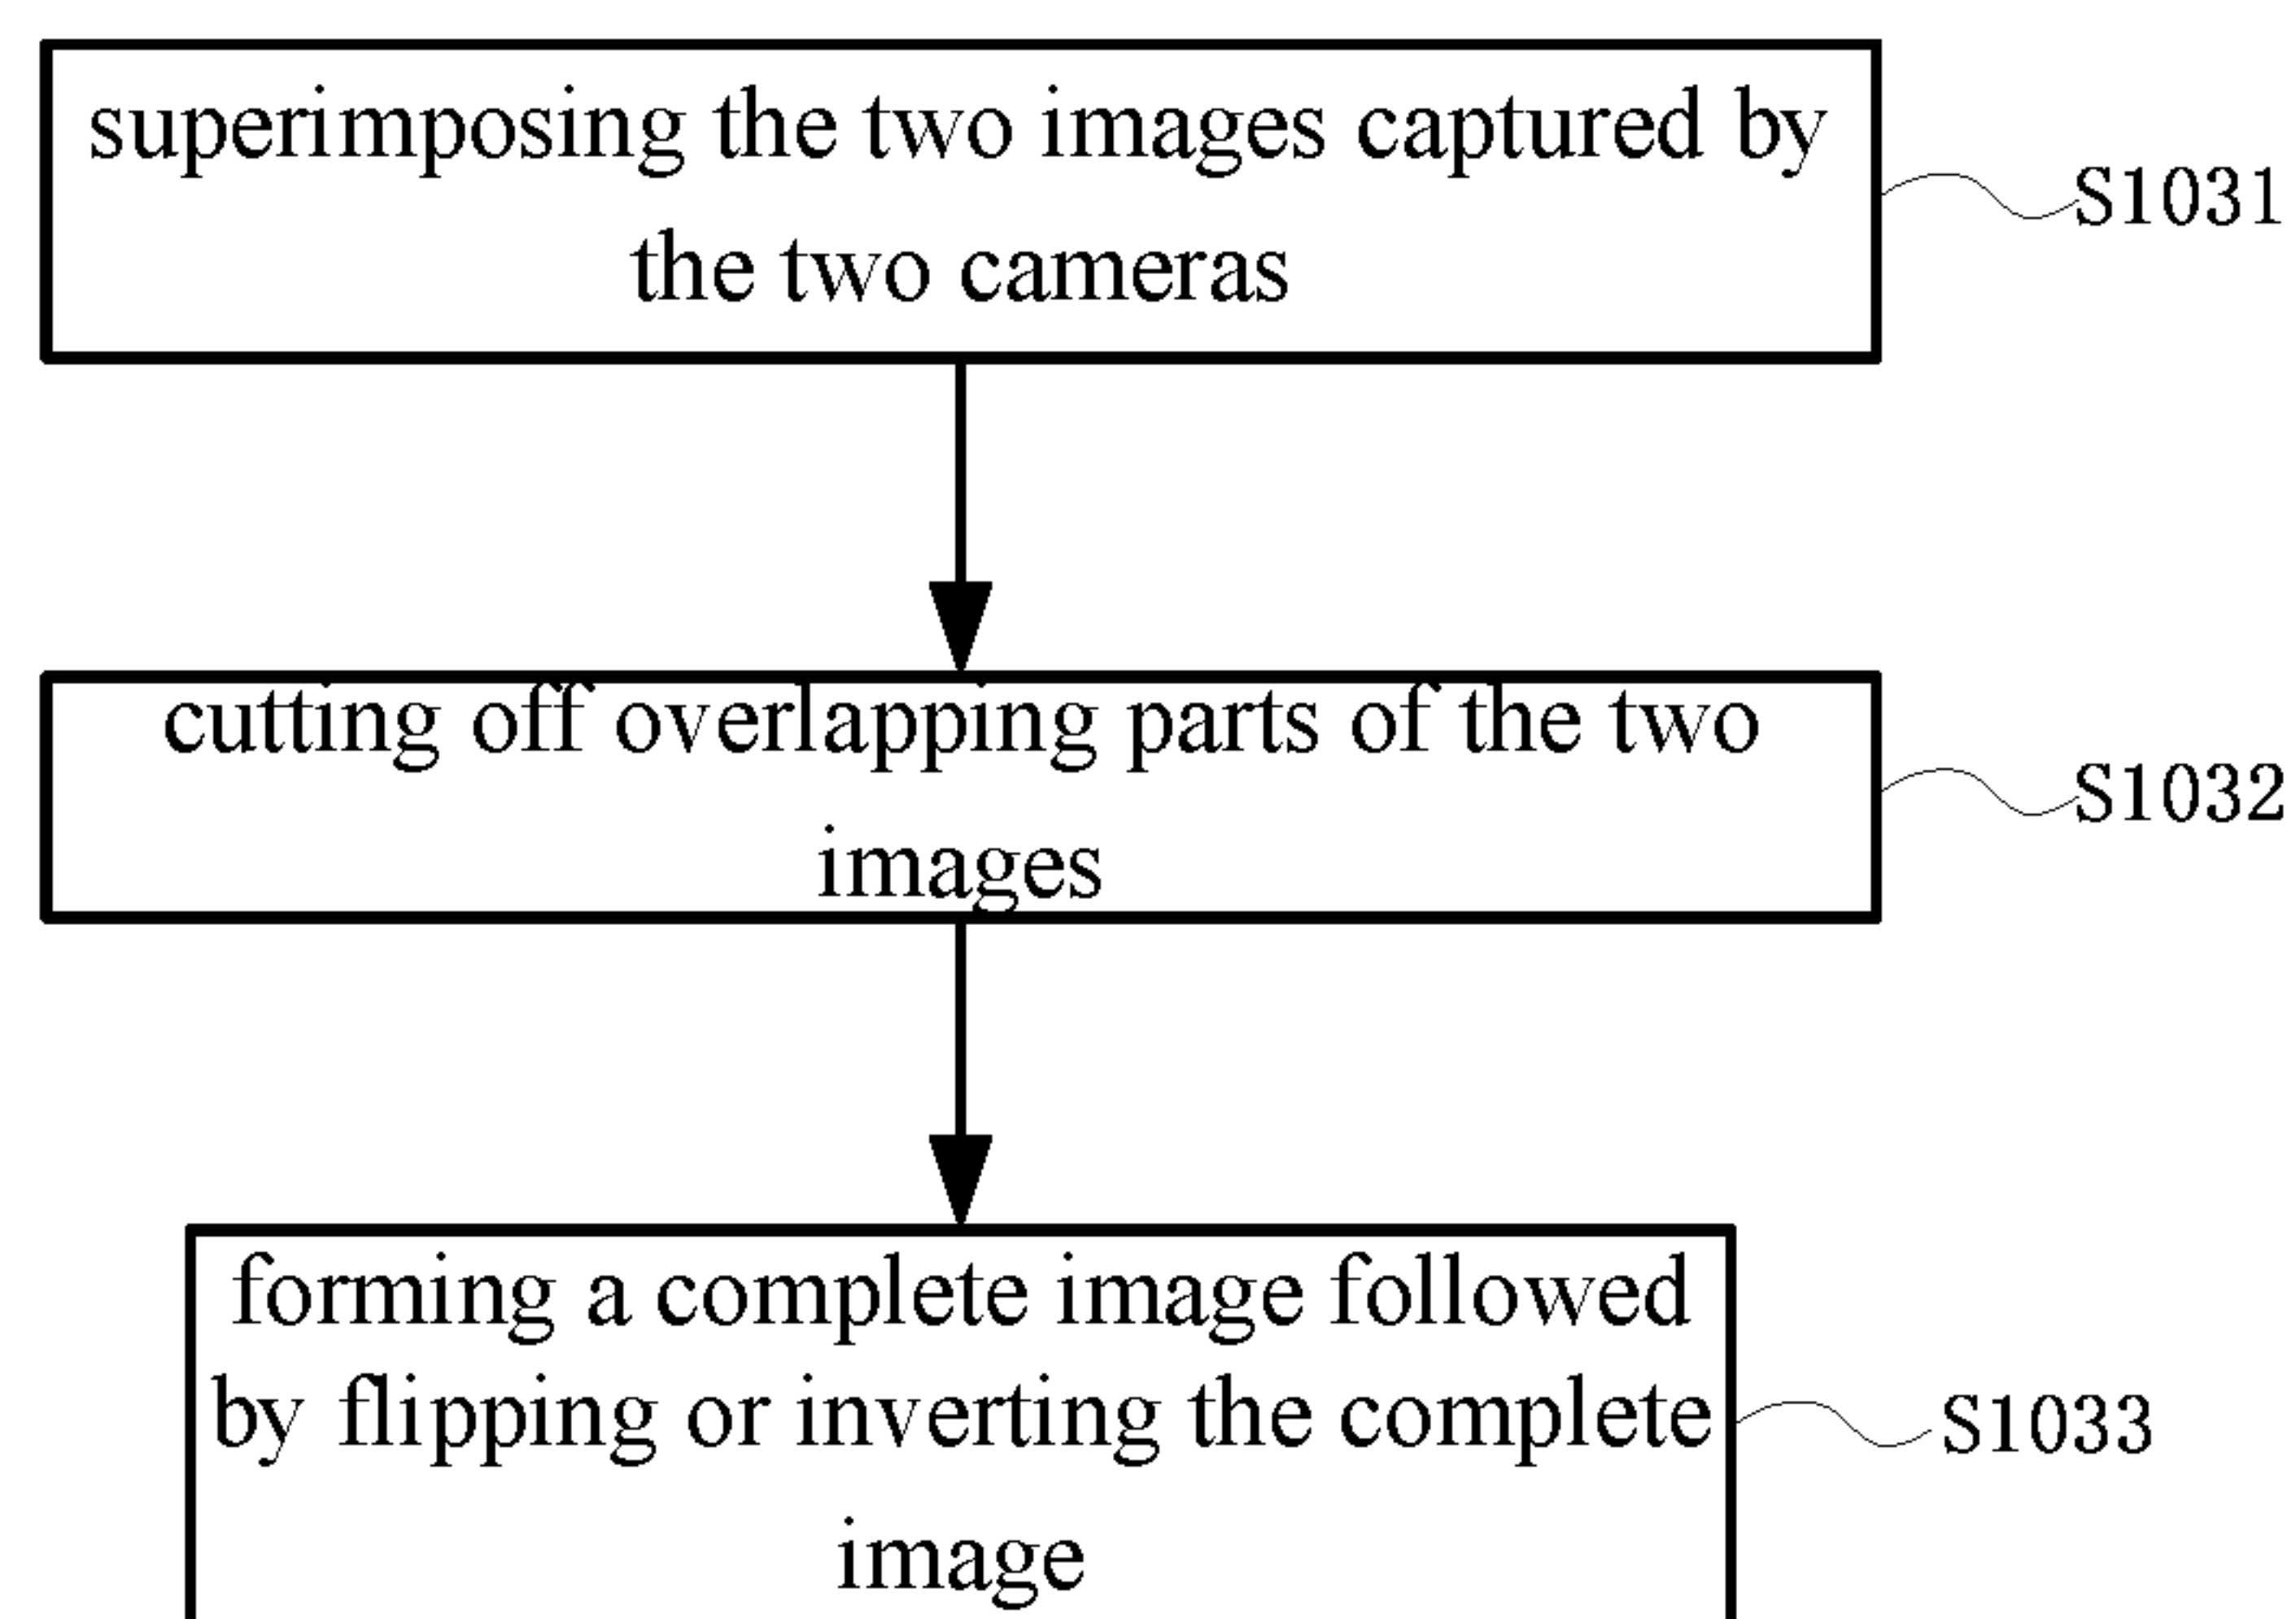 superimposing the two images captured by
the two cameras
S1031
cutting off overlapping parts of the two
images
S1032
forming a complete image followed
by flipping or inverting the complete
image
S1033